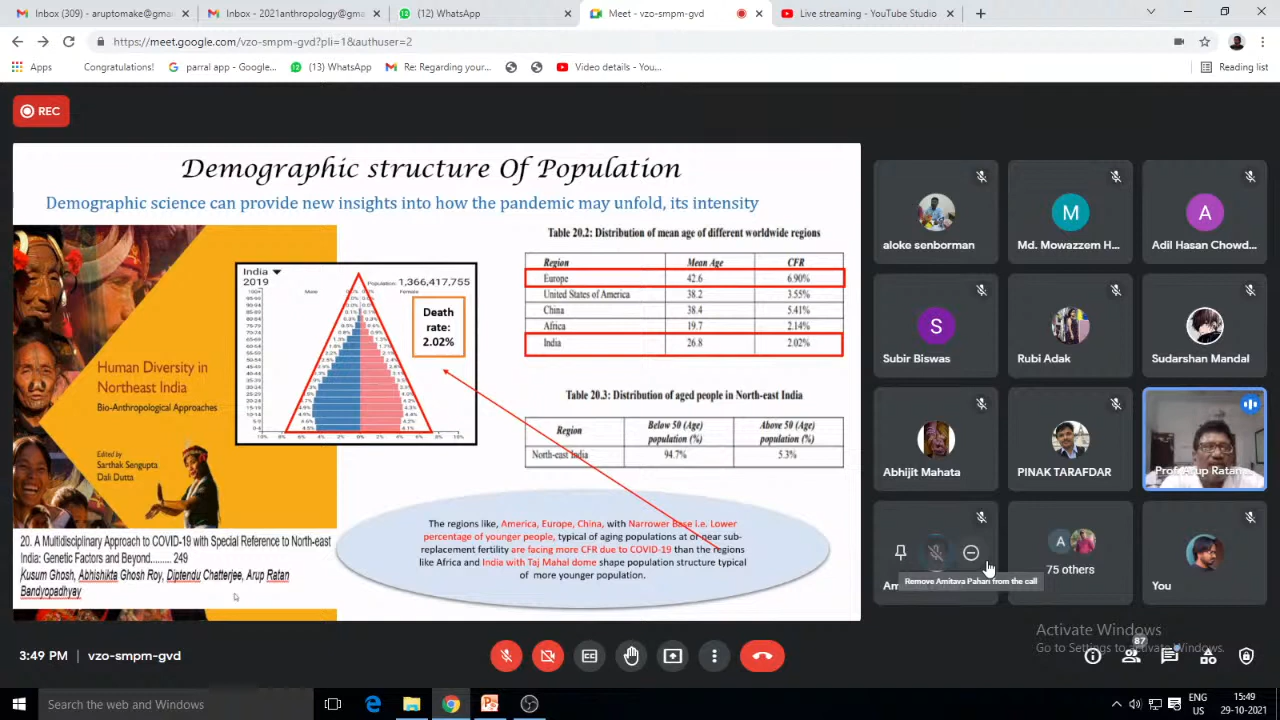 Inbox (309) - aruptomake@gmail
Inbox - 2021anthropology@gmail
(12) WhatsApp
Meet - vzo-smpm-gvd
Live streaming - YouTube Studio
https://meet.google.com/vzo-smpm-gvd?pli=1&authuser=2
Apps
Congratulations!
parral app - Google...
(13) WhatsApp
Re: Regarding your...
Video details - You...
Reading list
REC
Demographic structure Of Population
Demographic science can provide new insights into how the pandemic may unfold, its intensity
Human Diversity in
Northeast India
Bio-Anthropological Approaches
Edited by
Sarthak Sengupta
Dali Dutta
20. A Multidisciplinary Approach to COVID-19 with Special Reference to North-east
India: Genetic Factors and Beyond........ 249
Kusum Ghosh, Abhishikta Ghosh Roy, Diptendu Chatterjee, Arup Ratan
Bandyopadhyay
India
2019
Population: 1,366,417,755
Male
Female
Death
rate:
2.02%
Table 20.2: Distribution of mean age of different worldwide regions
Region Mean Age CFR
Europe 42.6 6.90%
United States of America 38.2 3.55%
China 38.4 5.41%
Africa 19.7 2.14%
India 26.8 2.02%
Table 20.3: Distribution of aged people in North-east India
Region Below 50 (Age) population (%) Above 50 (Age) population (%)
North-east India 94.7% 5.3%
The regions like, America, Europe, China, with Narrower Base i.e. Lower
percentage of younger people, typical of aging populations at or near sub-
replacement fertility are facing more CFR due to COVID-19 than the regions
like Africa and India with Taj Mahal dome shape population structure typical
of more younger population.
aloke senborman
M
Md. Mowazzem H...
A
Adil Hasan Chowd...
S
Subir Biswas
Rubi Adak
Sudarshan Mandal
Abhijit Mahata
PINAK TARAFDAR
Prof Arup Ratan...
Remove Amitava Pahari from the call
A
75 others
You
3:49 PM | vzo-smpm-gvd
87
Activate Windows
Go to Settings to activate Windows.
Search the web and Windows
ENG
US
15:49
29-10-2021